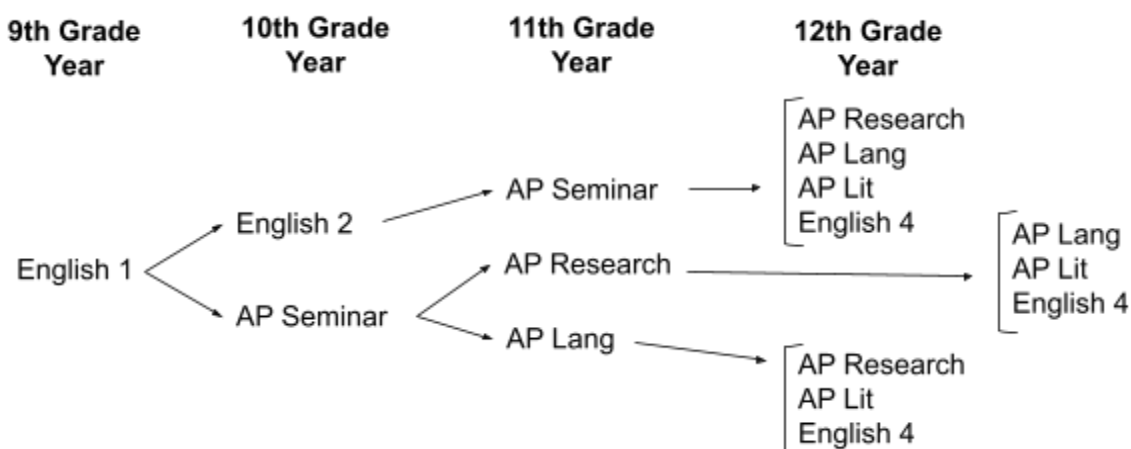 9th Grade
Year
10th Grade
Year
11th Grade
Year
12th Grade
Year
English 1
English 2
AP Seminar
AP Seminar
AP Research
AP Lang
AP Research
AP Lang
AP Lit
English 4
AP Lang
AP Lit
English 4
AP Research
AP Lit
English 4